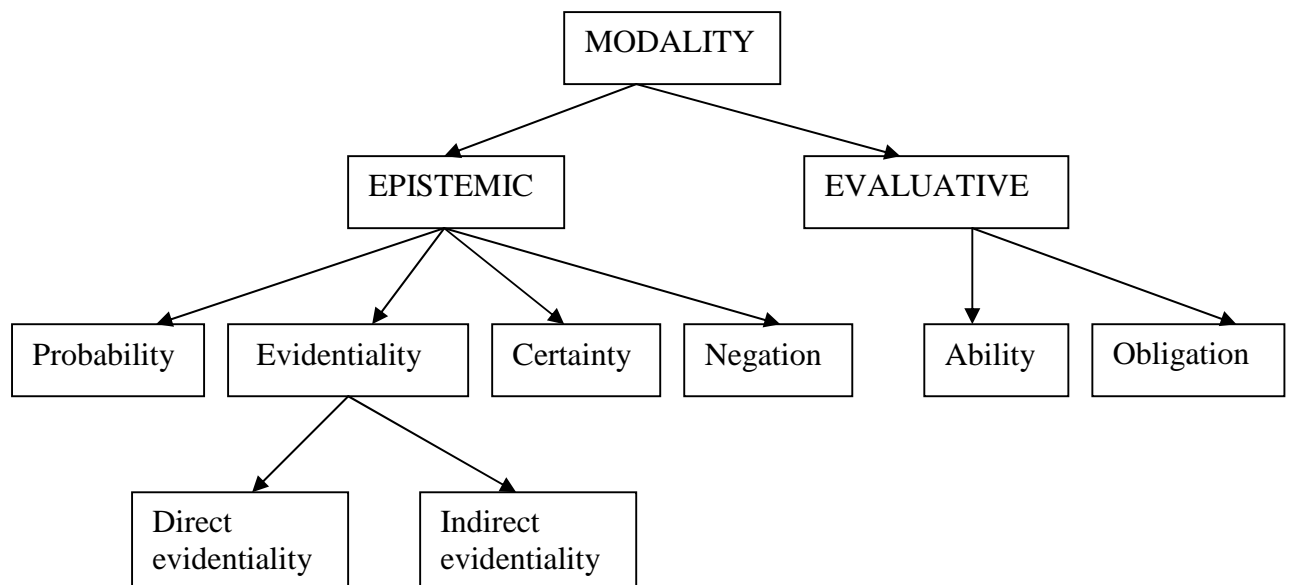 MODALITY
EPISTEMIC
EVALUATIVE
Probability
Evidentiality
Certainty
Negation
Ability
Obligation
Direct
evidentiality
Indirect
evidentiality